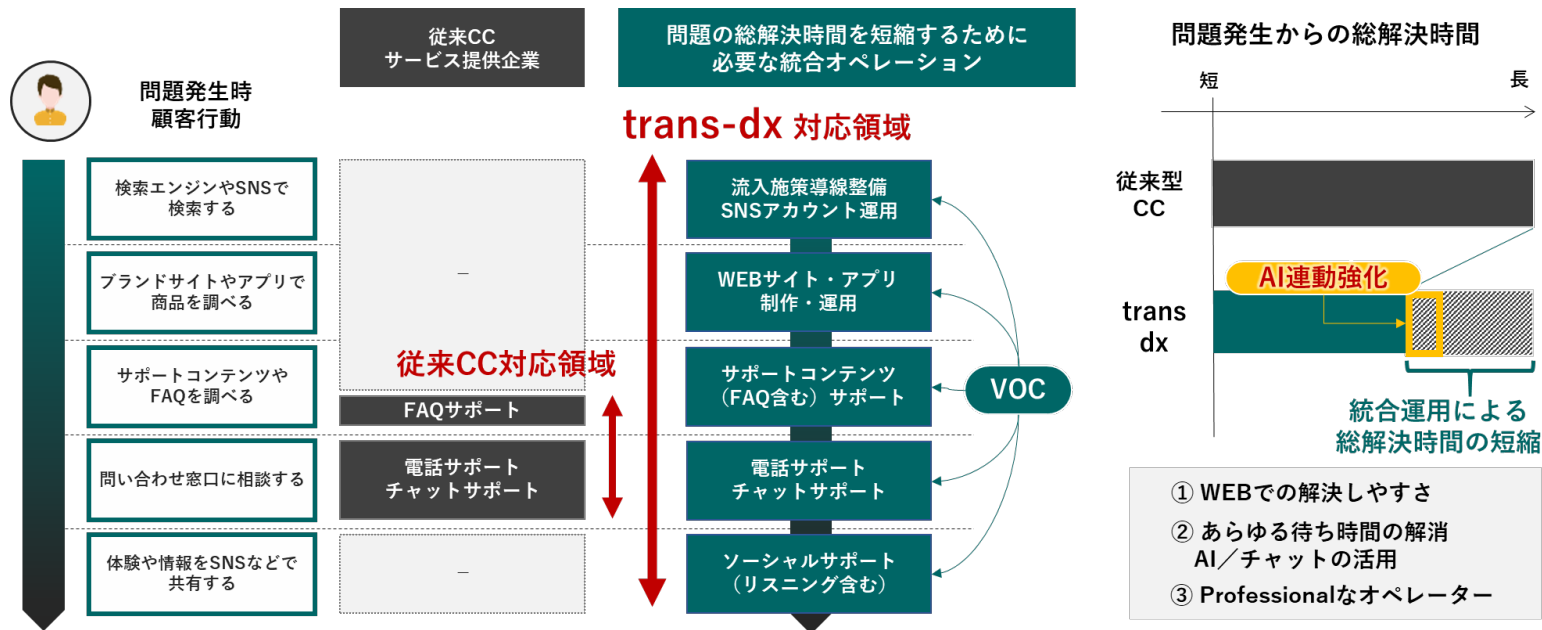 従来CC
サービス提供企業
問題の総解決時間を短縮するために
必要な統合オペレーション
問題発生時
顧客行動
trans-dx 対応領域
検索エンジンやSNSで
検索する
流入施策導線整備
SNSアカウント運用
ブランドサイトやアプリで
商品を調べる
–
WEBサイト・アプリ
制作・運用
従来CC対応領域
サポートコンテンツや
FAQを調べる
FAQサポート
サポートコンテンツ
（FAQ含む）サポート
VOC
問い合わせ窓口に相談する
電話サポート
チャットサポート
電話サポート
チャットサポート
体験や情報をSNSなどで
共有する
–
ソーシャルサポート
（リスニング含む）
問題発生からの総解決時間
短
長
従来型
CC
AI連動強化
trans
dx
統合運用による
総解決時間の短縮
① WEBでの解決しやすさ
② あらゆる待ち時間の解消
AI／チャットの活用
③ Professionalなオペレーター